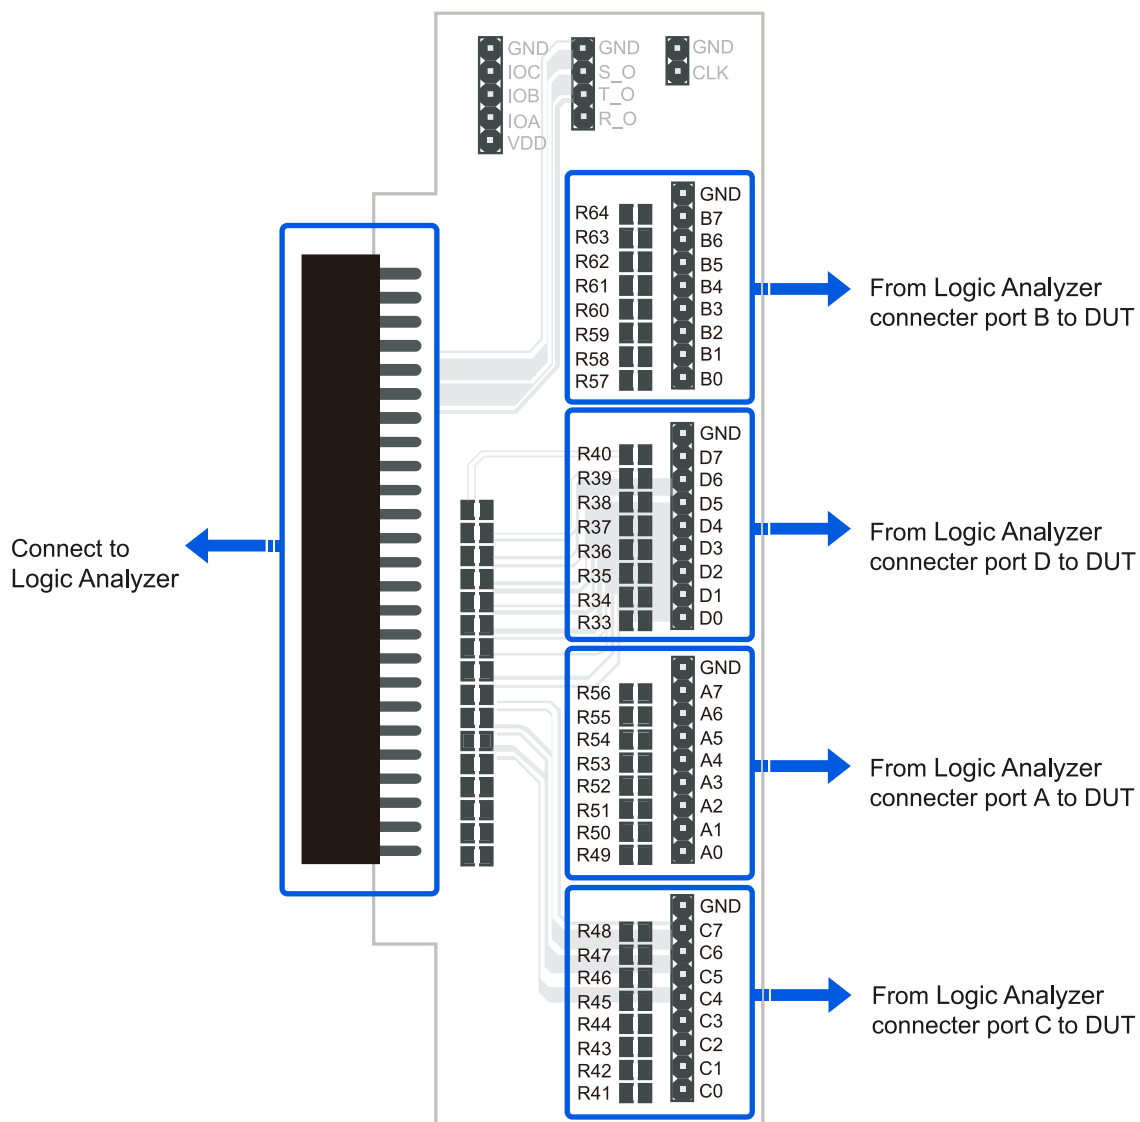 GND
IOC
IOB
IOA
VDD
GND
S_O
T_O
R_O
GND
CLK
GND
R64 B7
R63 B6
R62 B5
R61 B4
R60 B3
R59 B2
R58 B1
R57 B0
From Logic Analyzer
connecter port B to DUT
GND
R40 D7
R39 D6
R38 D5
R37 D4
R36 D3
R35 D2
R34 D1
R33 D0
From Logic Analyzer
connecter port D to DUT
Connect to
Logic Analyzer
GND
R56 A7
R55 A6
R54 A5
R53 A4
R52 A3
R51 A2
R50 A1
R49 A0
From Logic Analyzer
connecter port A to DUT
GND
R48 C7
R47 C6
R46 C5
R45 C4
R44 C3
R43 C2
R42 C1
R41 C0
From Logic Analyzer
connecter port C to DUT